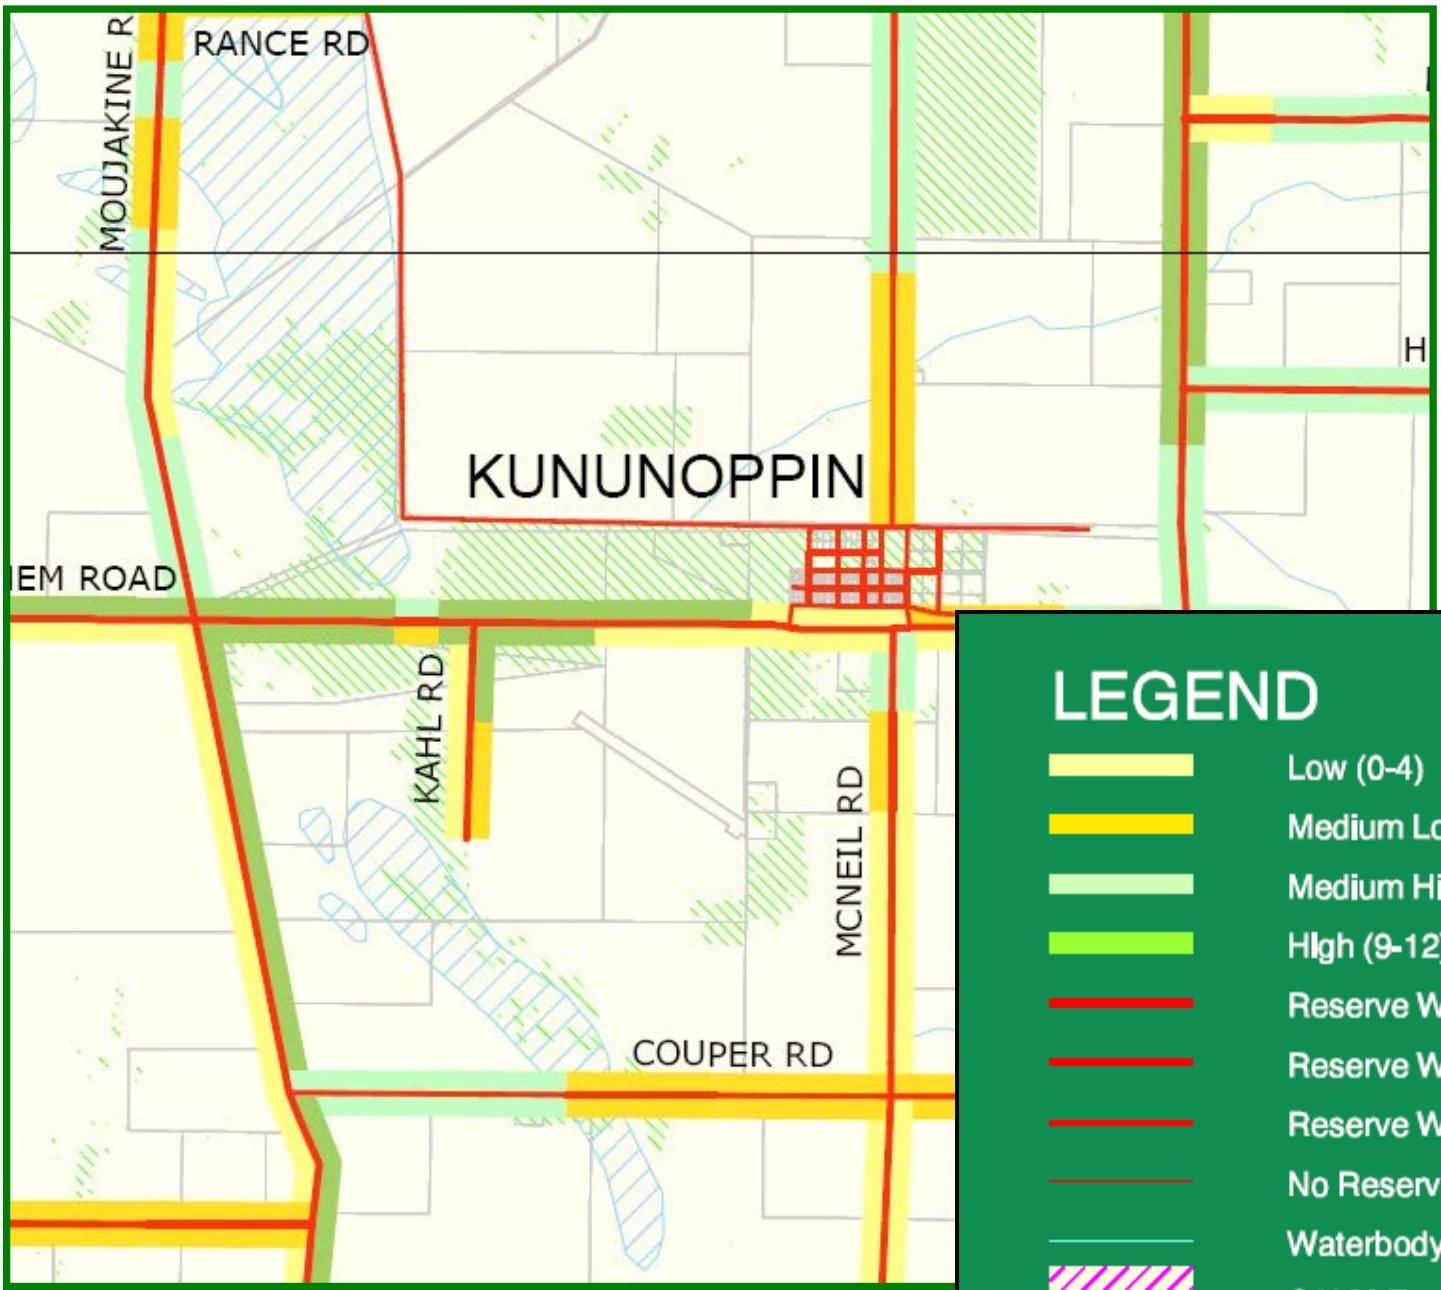 RANCE RD
MOUJAKINE R
H
KUNUNOPPIN
IEM ROAD
KAHL RD
MCNEIL RD
COUPER RD
LEGEND
Low (0-4)
Medium Lo
Medium Hi
High (9-12)
Reserve W
Reserve W
Reserve W
No Reserv
Waterbody